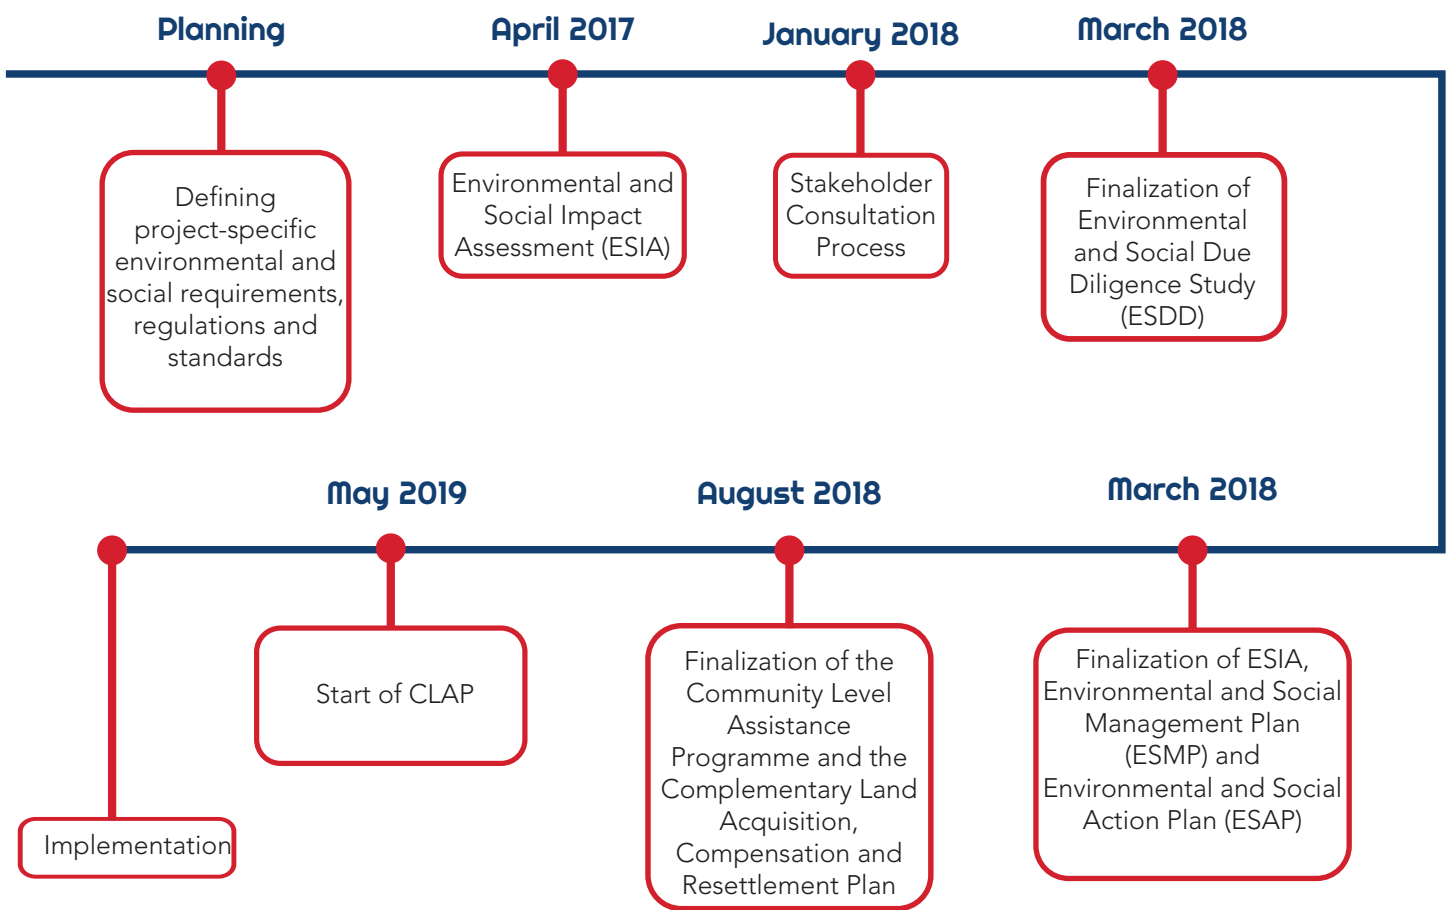 Planning
Defining
project-specific
environmental and
social requirements,
regulations and
standards
April 2017
Environmental and
Social Impact
Assessment (ESIA)
January 2018
Stakeholder
Consultation
Process
March 2018
Finalization of
Environmental
and Social Due
Diligence Study
(ESDD)
March 2018
Finalization of ESIA,
Environmental and Social
Management Plan
(ESMP) and
Environmental and Social
Action Plan (ESAP)
August 2018
Finalization of the
Community Level
Assistance
Programme and the
Complementary Land
Acquisition,
Compensation and
Resettlement Plan
May 2019
Start of CLAP
Implementation